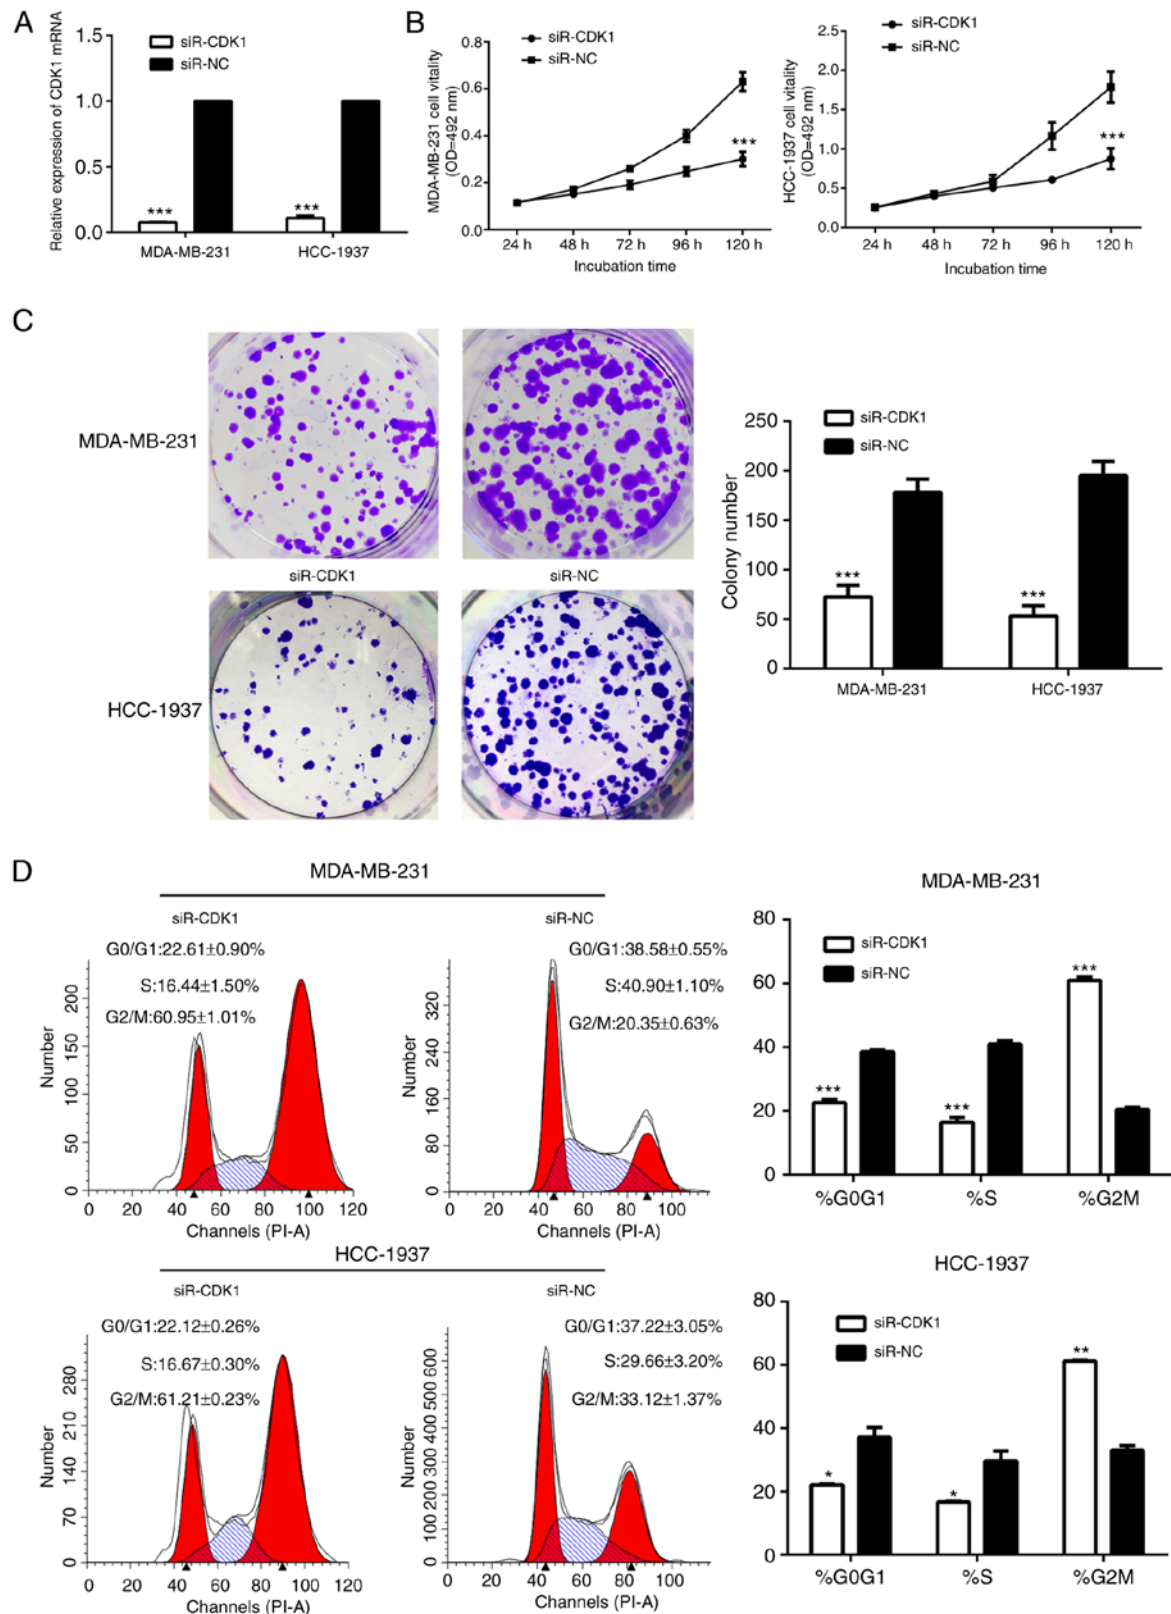 A
Relative expression of CDK1 mRNA
1.5
1.0
0.5
0.0
siR-CDK1
siR-NC
***
***
MDA-MB-231
HCC-1937
B
MDA-MB-231 cell vitality
(OD=492 nm)
0.8
0.6
0.4
0.2
0.0
siR-CDK1
siR-NC
***
24 h 48 h 72 h 96 h 120 h
Incubation time
HCC-1937 cell vitality
(OD=492 nm)
2.5
2.0
1.5
1.0
0.5
0.0
siR-CDK1
siR-NC
***
24 h 48 h 72 h 96 h 120 h
Incubation time
C
MDA-MB-231
siR-CDK1
siR-NC
HCC-1937
Colony number
250
200
150
100
50
0
siR-CDK1
siR-NC
***
***
MDA-MB-231
HCC-1937
D
MDA-MB-231
siR-CDK1
G0/G1:22.61±0.90%
S:16.44±1.50%
G2/M:60.95±1.01%
Number
200
150
100
50
0
0 20 40 60 80 100 120
Channels (PI-A)
siR-NC
G0/G1:38.58±0.55%
S:40.90±1.10%
G2/M:20.35±0.63%
Number
320
240
160
80
0
0 20 40 60 80 100
Channels (PI-A)
MDA-MB-231
80
60
40
20
0
siR-CDK1
siR-NC
***
***
***
%G0G1
%S
%G2M
HCC-1937
siR-CDK1
G0/G1:22.12±0.26%
S:16.67±0.30%
G2/M:61.21±0.23%
Number
280
210
140
70
0
0 20 40 60 80 100 120
Channels (PI-A)
siR-NC
G0/G1:37.22±3.05%
S:29.66±3.20%
G2/M:33.12±1.37%
Number
600
500
400
300
200
100
0
0 20 40 60 80 100
Channels (PI-A)
HCC-1937
80
60
40
20
0
siR-CDK1
siR-NC
*
*
**
%G0G1
%S
%G2M